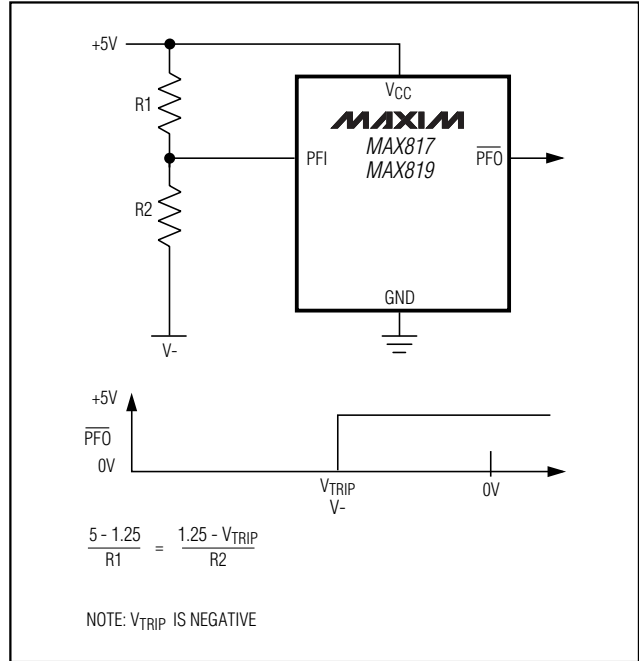 +5V
R1
R2
V-
VCC
MAXIM
MAX817
MAX819
PFI
PFO
GND
+5V
PFO
0V
VTRIP
V-
0V
5 - 1.25
R1
=
1.25 - VTRIP
R2
NOTE: VTRIP IS NEGATIVE